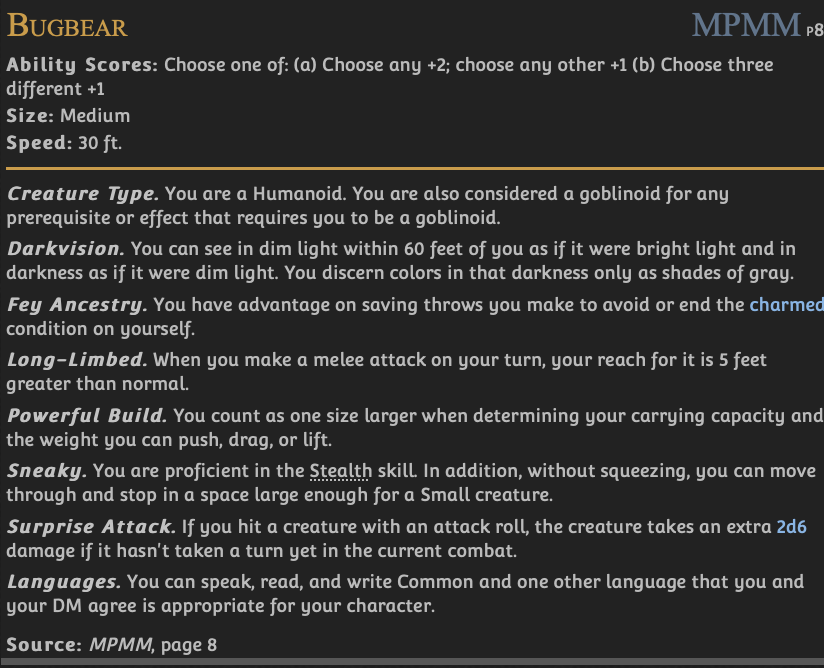 Bugbear MPMM p8
Ability Scores: Choose one of: (a) Choose any +2; choose any other +1 (b) Choose three
different +1
Size: Medium
Speed: 30 ft.
Creature Type. You are a Humanoid. You are also considered a goblinoid for any
prerequisite or effect that requires you to be a goblinoid.
Darkvision. You can see in dim light within 60 feet of you as if it were bright light and in
darkness as if it were dim light. You discern colors in that darkness only as shades of gray.
Fey Ancestry. You have advantage on saving throws you make to avoid or end the charmed
condition on yourself.
Long-Limbed. When you make a melee attack on your turn, your reach for it is 5 feet
greater than normal.
Powerful Build. You count as one size larger when determining your carrying capacity and
the weight you can push, drag, or lift.
Sneaky. You are proficient in the Stealth skill. In addition, without squeezing, you can move
through and stop in a space large enough for a Small creature.
Surprise Attack. If you hit a creature with an attack roll, the creature takes an extra 2d6
damage if it hasn't taken a turn yet in the current combat.
Languages. You can speak, read, and write Common and one other language that you and
your DM agree is appropriate for your character.
Source: MPMM, page 8